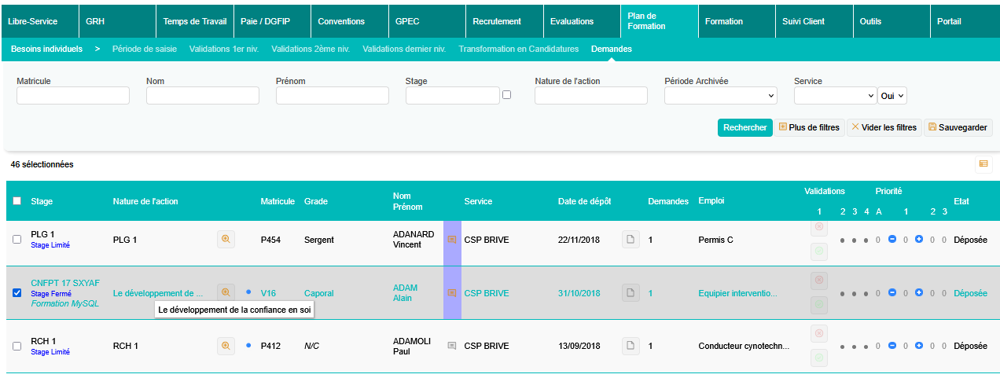 Libre-Service
GRH
Temps de Travail
Paie / DGFIP
Conventions
GPEC
Recrutement
Evaluations
Plan de
Formation
Formation
Suivi Client
Outils
Portail
Besoins individuels > Période de saisie Validations 1er niv. Validations 2ème niv. Validations dernier niv. Transformation en Candidatures Demandes
Matricule
Nom
Prénom
Stage
Nature de l'action
Période Archivée
Service
Oui
Rechercher
Plus de filtres
Vider les filtres
Sauvegarder
46 sélectionnées
Stage
Nature de l'action
Matricule
Grade
Nom
Prénom
Service
Date de dépôt
Demandes
Emploi
Validations
1 2 3 4
Priorité
A 1 2 3
Etat
PLG 1
Stage Limité
PLG 1
P454
Sergent
ADANARD
Vincent
CSP BRIVE
22/11/2018
1
Permis C
0 0 0 0
Déposée
CNFPT 17 SXYAF
Stage Fermé
Formation MySQL
Le développement de ...
V16
Caporal
ADAM
Alain
CSP BRIVE
31/10/2018
1
Equipier interventio...
0 0 0 0
Déposée
Le développement de la confiance en soi
RCH 1
Stage Limité
RCH 1
P412
N/C
ADAMOLI
Paul
CSP BRIVE
13/09/2018
1
Conducteur cynotechn...
0 0 0 0
Déposée